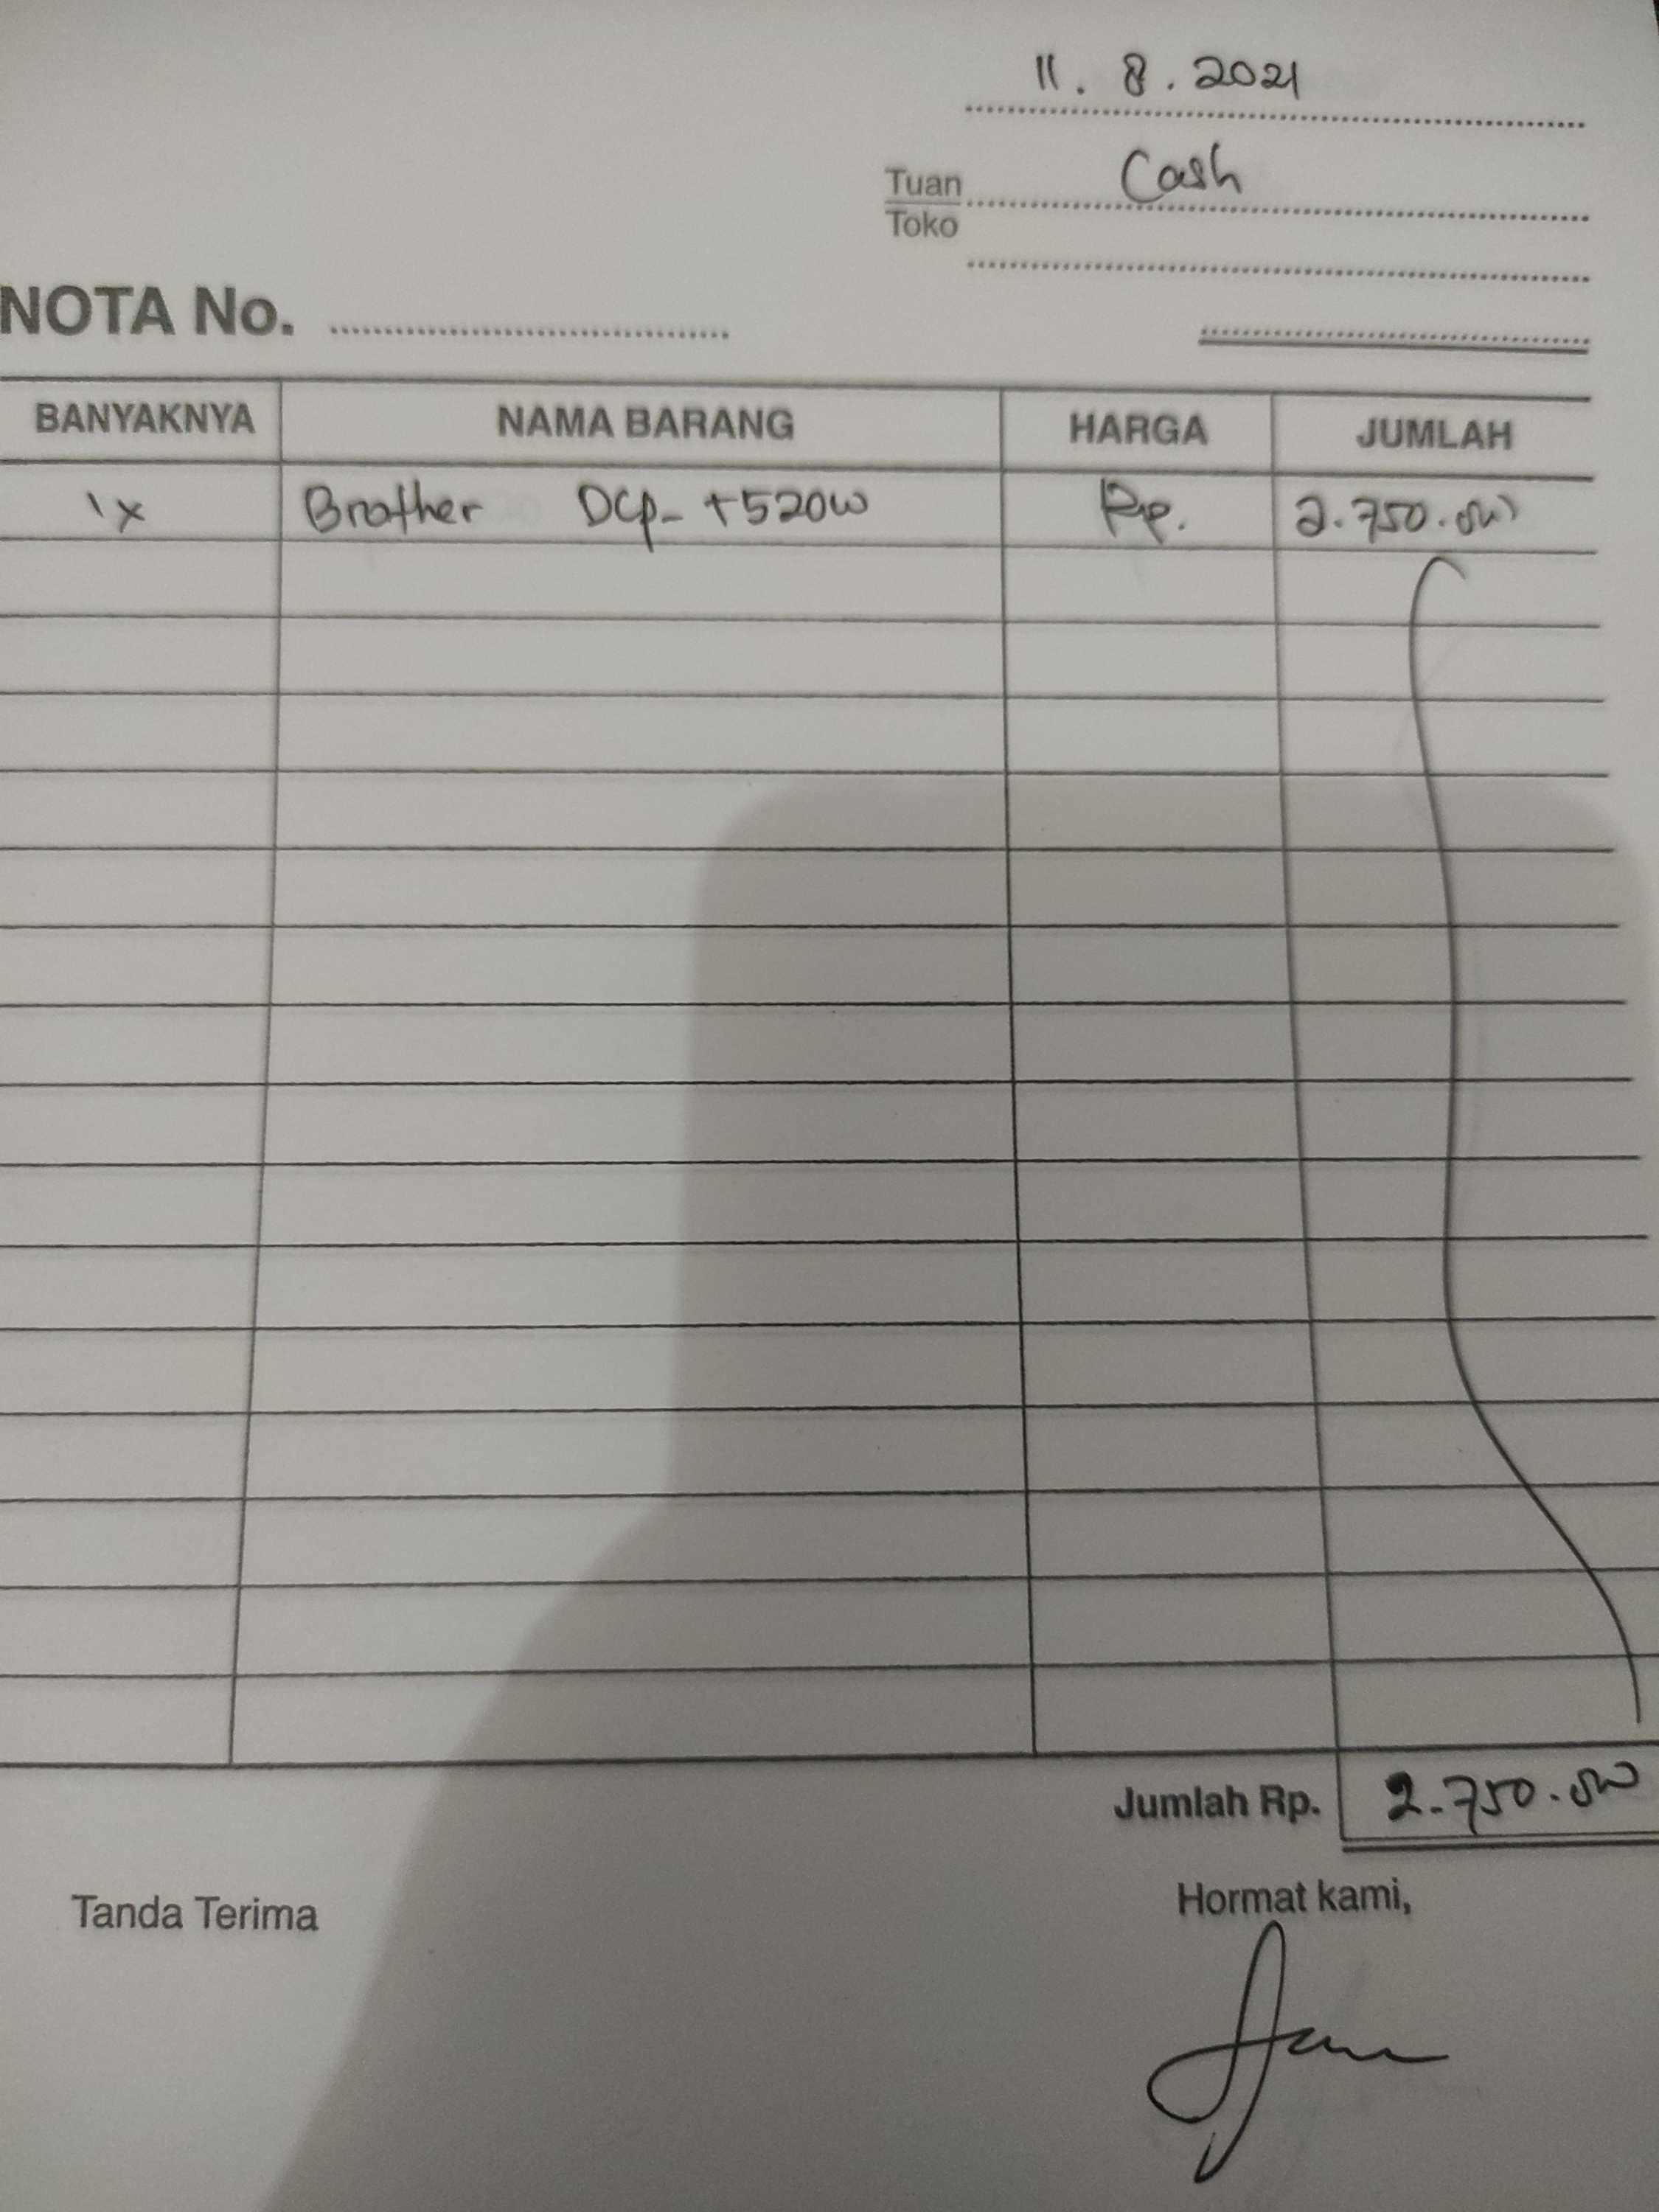 11. 8. 2021
Tuan Cash
Toko
NOTA No.
BANYAKNYA NAMA BARANG HARGA JUMLAH
1x Brother DCp- T520W Rp. 2.750.000
Jumlah Rp. 2.750.000
Tanda Terima Hormat kami,